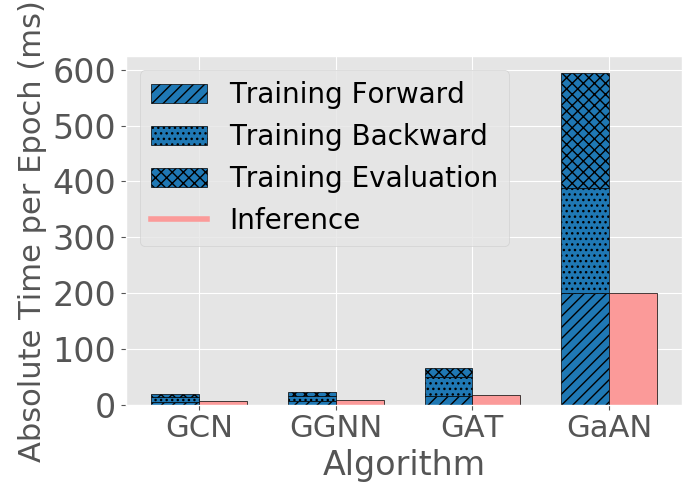 Absolute Time per Epoch (ms)
600
500
400
300
200
100
0
Training Forward
Training Backward
Training Evaluation
Inference
GCN GGNN GAT GaAN
Algorithm